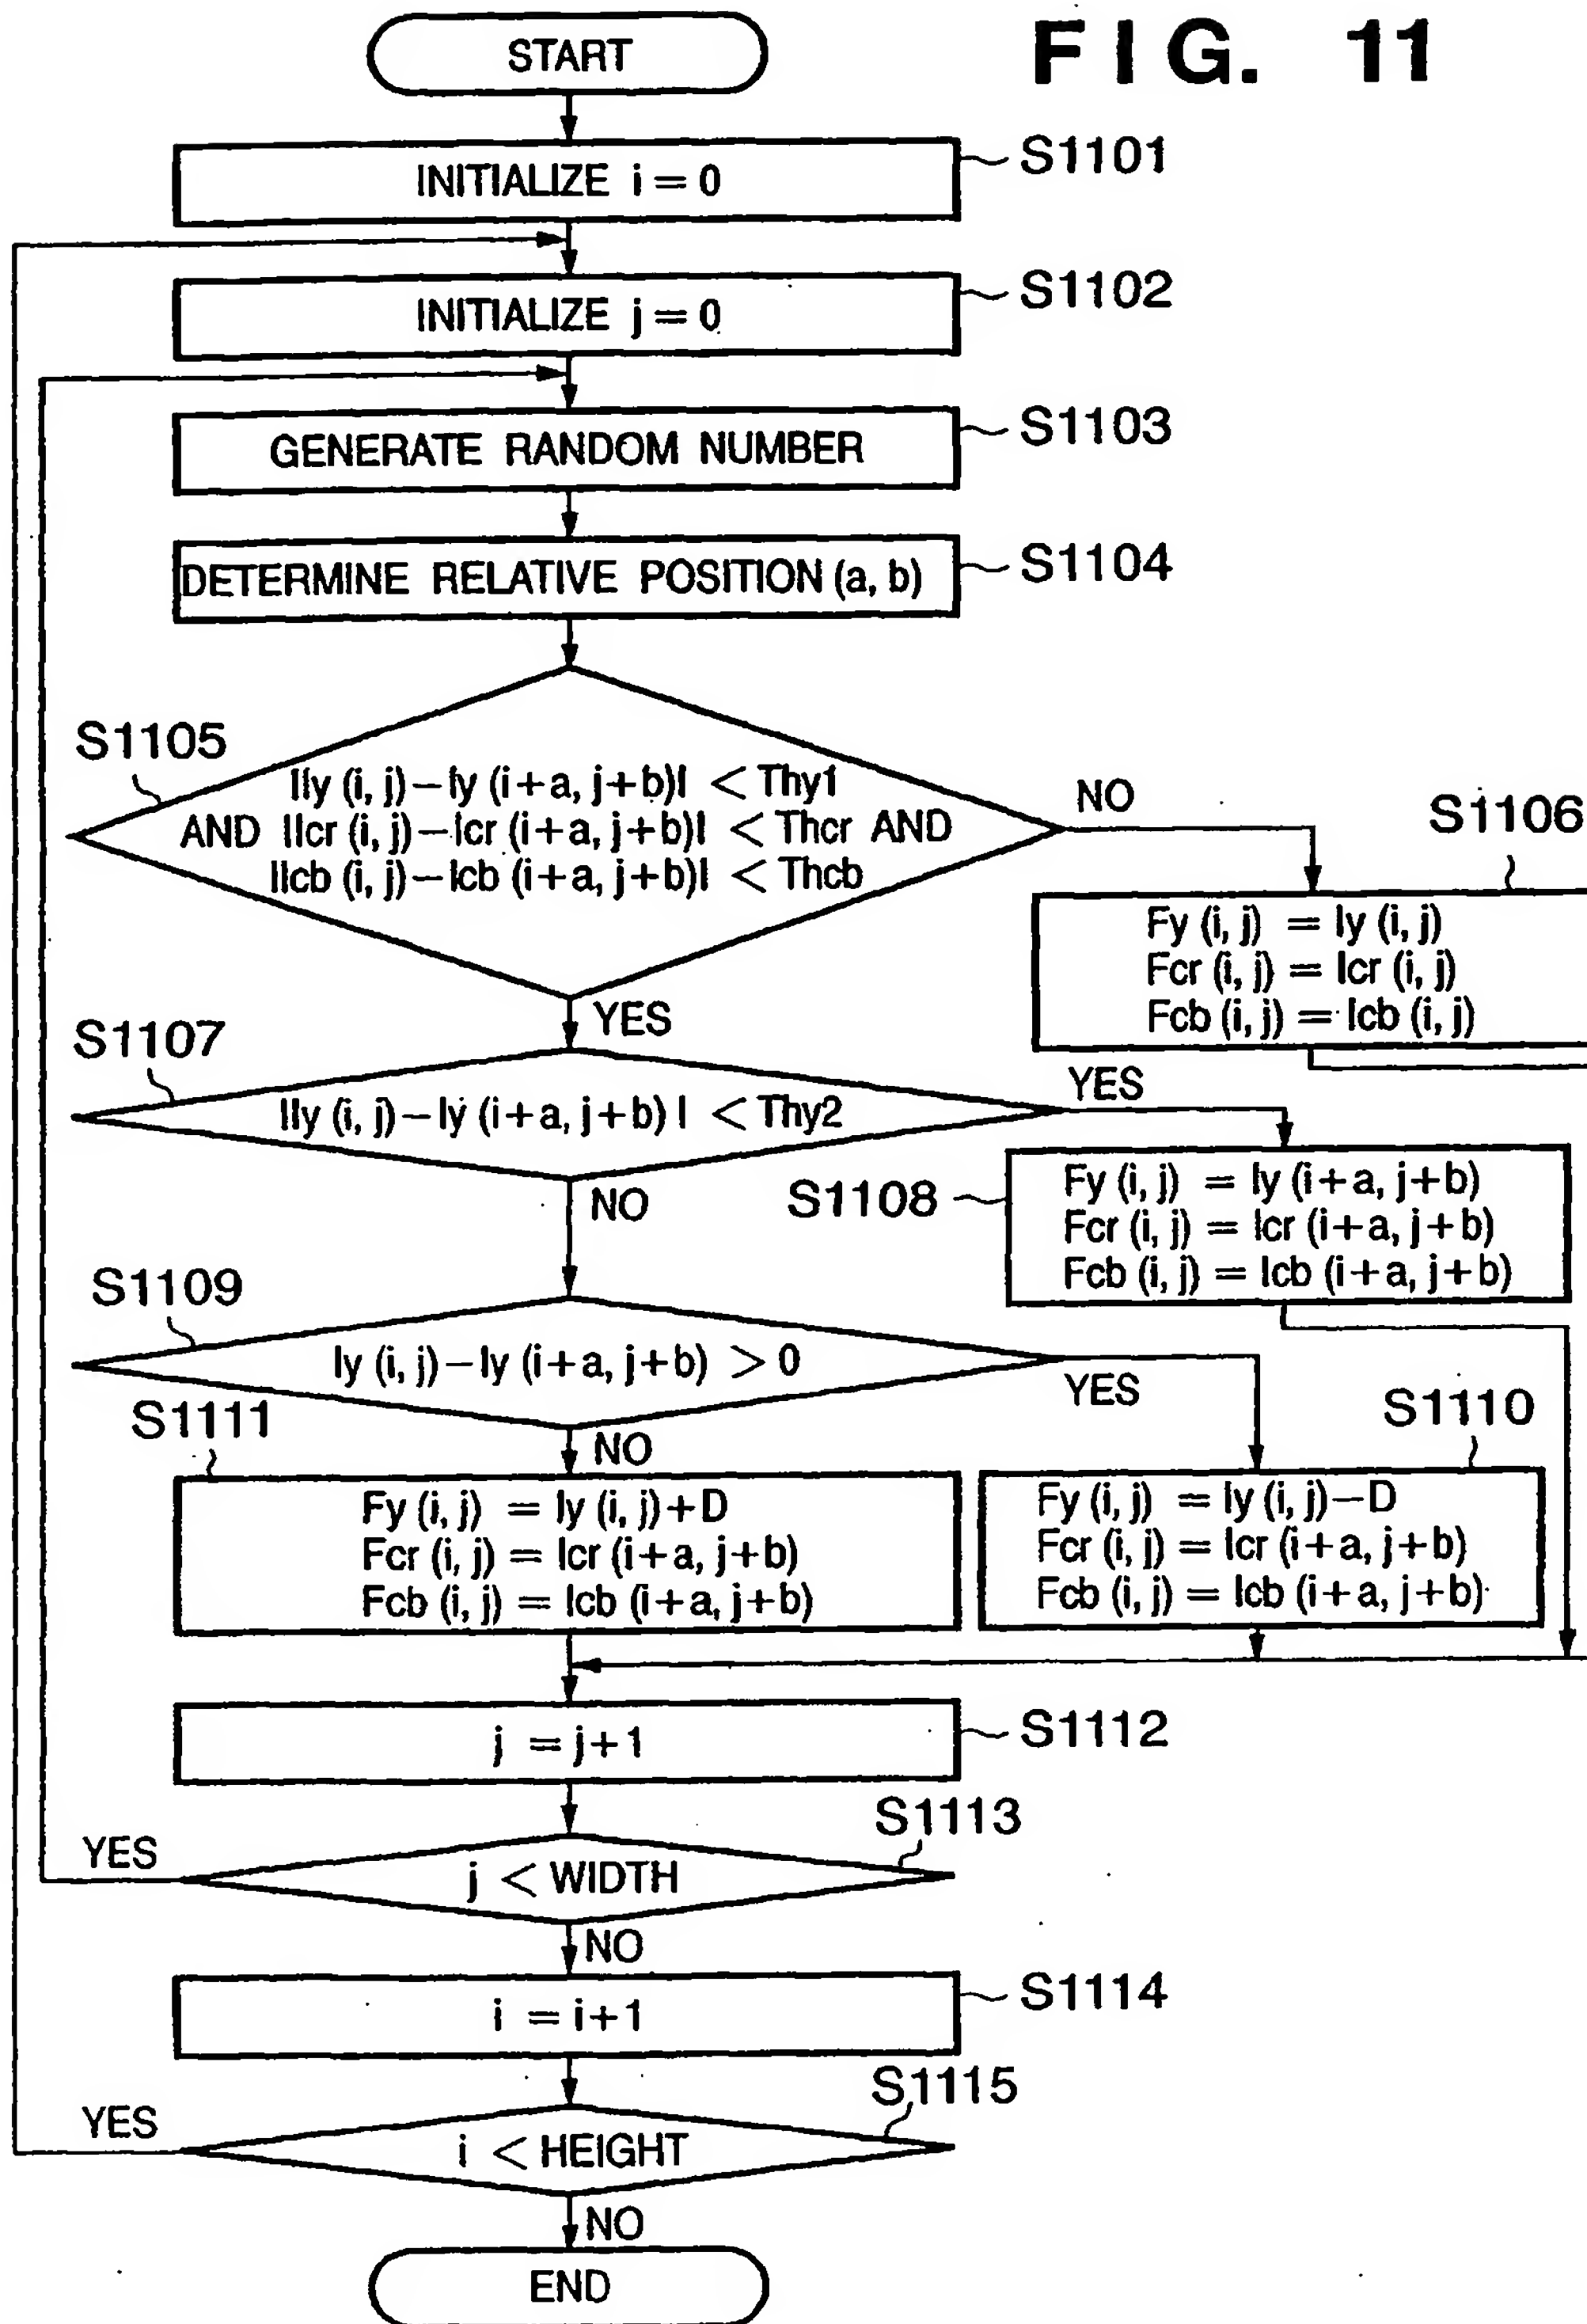 FIG. 11
START
INITIALIZE i = 0
S1101
INITIALIZE j = 0
S1102
GENERATE RANDOM NUMBER
S1103
DETERMINE RELATIVE POSITION (a, b)
S1104
S1105
|Iy (i, j) − Iy (i+a, j+b)| < Thy1
AND |Icr (i, j) − Icr (i+a, j+b)| < Thcr AND
|Icb (i, j) − Icb (i+a, j+b)| < Thcb
NO
S1106
Fy (i, j) = Iy (i, j)
Fcr (i, j) = Icr (i, j)
Fcb (i, j) = Icb (i, j)
YES
S1107
|Iy (i, j) − Iy (i+a, j+b) | < Thy2
YES
NO
S1108
Fy (i, j) = Iy (i+a, j+b)
Fcr (i, j) = Icr (i+a, j+b)
Fcb (i, j) = Icb (i+a, j+b)
S1109
Iy (i, j) − Iy (i+a, j+b) > 0
YES
NO
S1111
Fy (i, j) = Iy (i, j)+D
Fcr (i, j) = Icr (i+a, j+b)
Fcb (i, j) = Icb (i+a, j+b)
S1110
Fy (i, j) = Iy (i, j)−D
Fcr (i, j) = Icr (i+a, j+b)
Fcb (i, j) = Icb (i+a, j+b)
j = j+1
S1112
S1113
j < WIDTH
YES
NO
i = i+1
S1114
S1115
i < HEIGHT
YES
NO
END